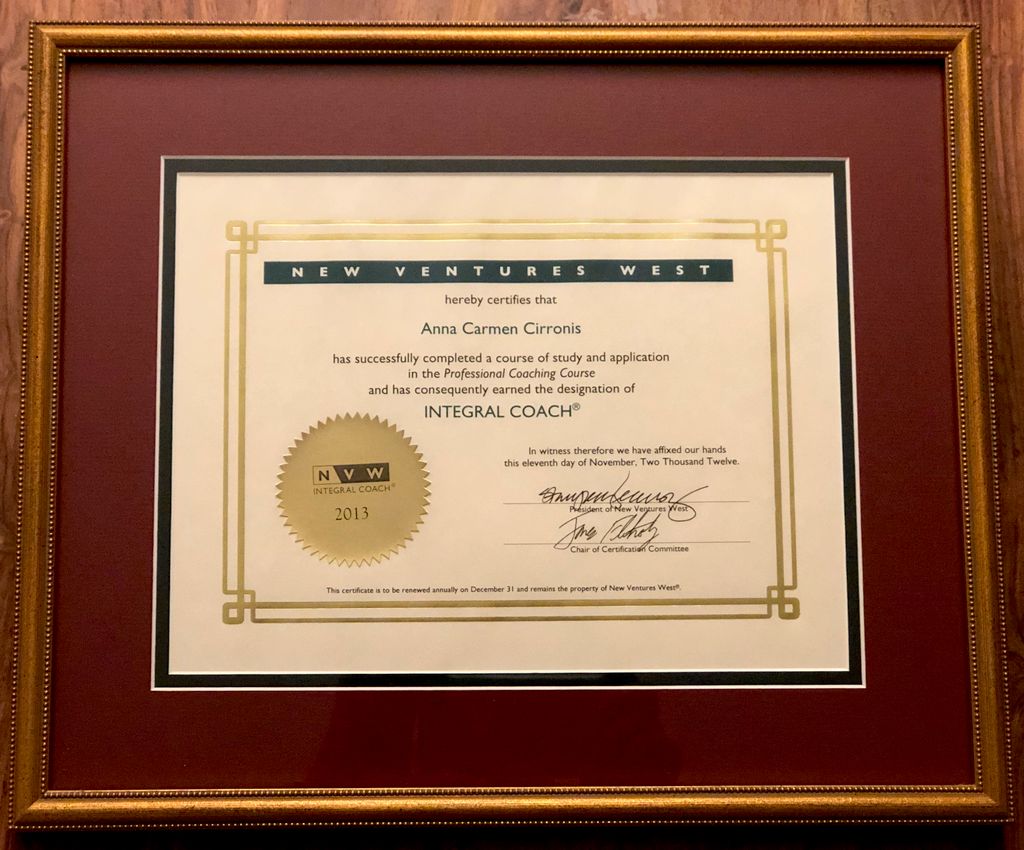 NEW VENTURES WEST
hereby certifies that
Anna Carmen Cirronis
has successfully completed a course of study and application
in the Professional Coaching Course
and has consequently earned the designation of
INTEGRAL COACH®
In witness therefore we have affixed our hands
this eleventh day of November, Two Thousand Twelve.
President of New Ventures West
Chair of Certification Committee
NVW
INTEGRAL COACH®
2013
This certificate is to be renewed annually on December 31 and remains the property of New Ventures West®.